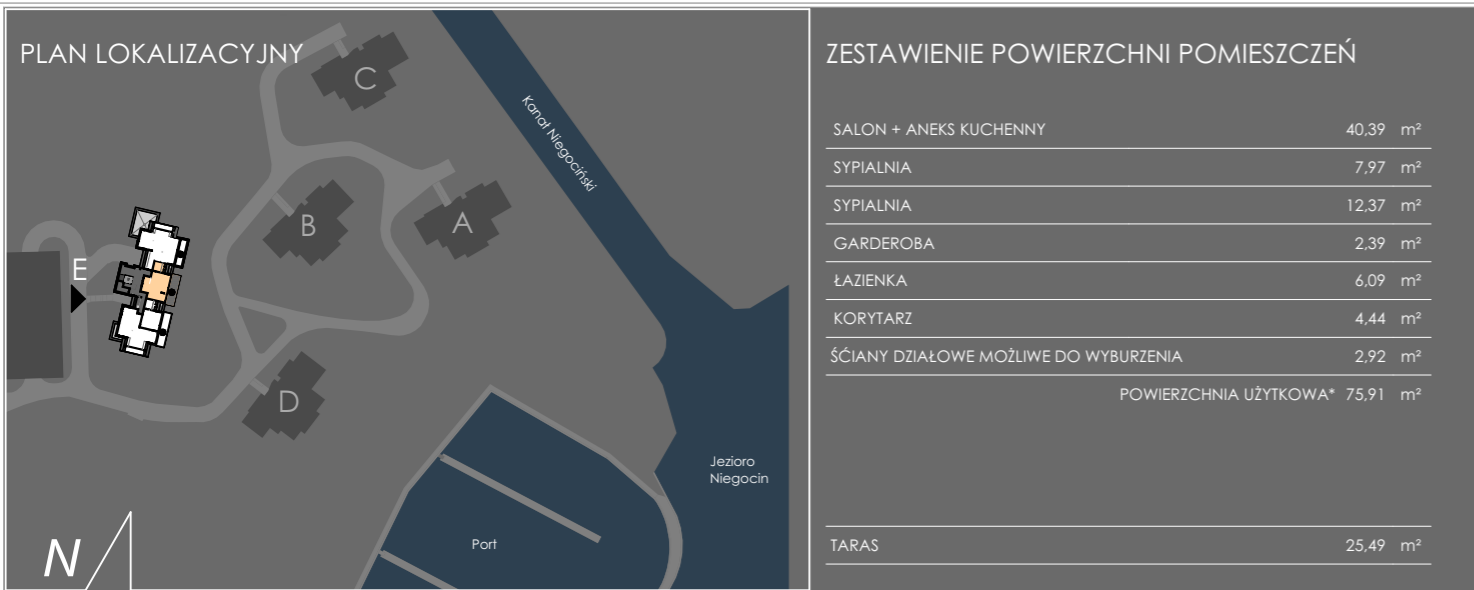 PLAN LOKALIZACYJNY
C
Kanał Niegociński
B
A
E
D
Jezioro
Niegocin
Port
N
ZESTAWIENIE POWIERZCHNI POMIESZCZEŃ
SALON + ANEKS KUCHENNY 40,39 m²
SYPIALNIA 7,97 m²
SYPIALNIA 12,37 m²
GARDEROBA 2,39 m²
ŁAZIENKA 6,09 m²
KORYTARZ 4,44 m²
ŚĆIANY DZIAŁOWE MOŻLIWE DO WYBURZENIA 2,92 m²
POWIERZCHNIA UŻYTKOWA* 75,91 m²
TARAS 25,49 m²